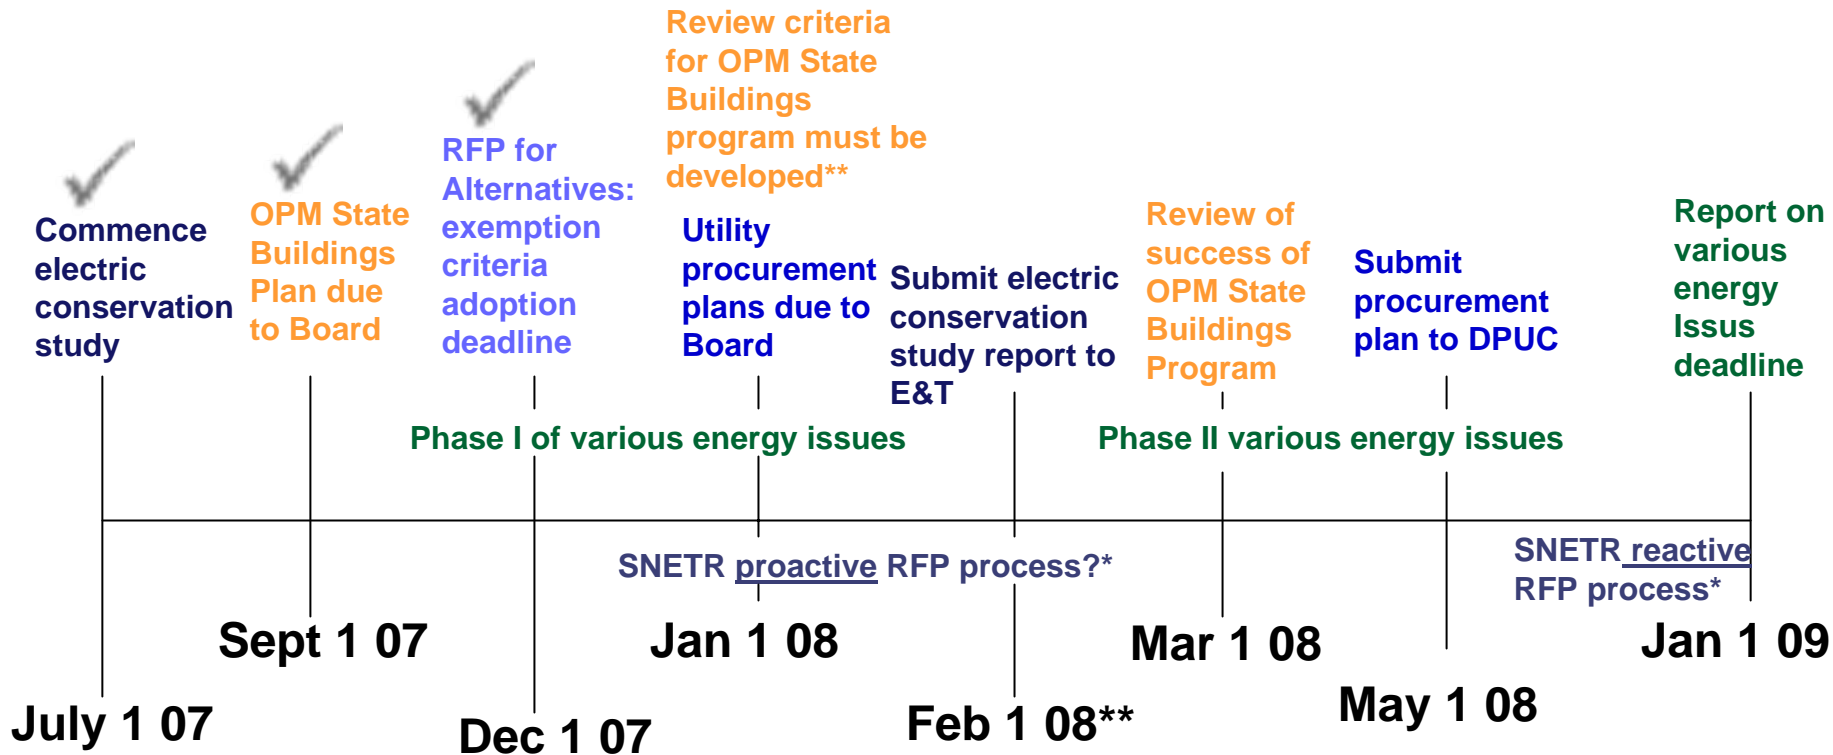 Commence
electric
conservation
study
OPM State
Buildings
Plan due
to Board
RFP for
Alternatives:
exemption
criteria
adoption
deadline
Review criteria
for OPM State
Buildings
program must be
developed**
Utility
procurement
plans due to
Board
Submit electric
conservation
study report to
E&T
Review of
success of
OPM State
Buildings
Program
Submit
procurement
plan to DPUC
Report on
various
energy
Issus
deadline
Phase I of various energy issues
Phase II various energy issues
SNETR proactive RFP process?*
SNETR reactive
RFP process*
July 1 07
Sept 1 07
Dec 1 07
Jan 1 08
Feb 1 08**
Mar 1 08
May 1 08
Jan 1 09